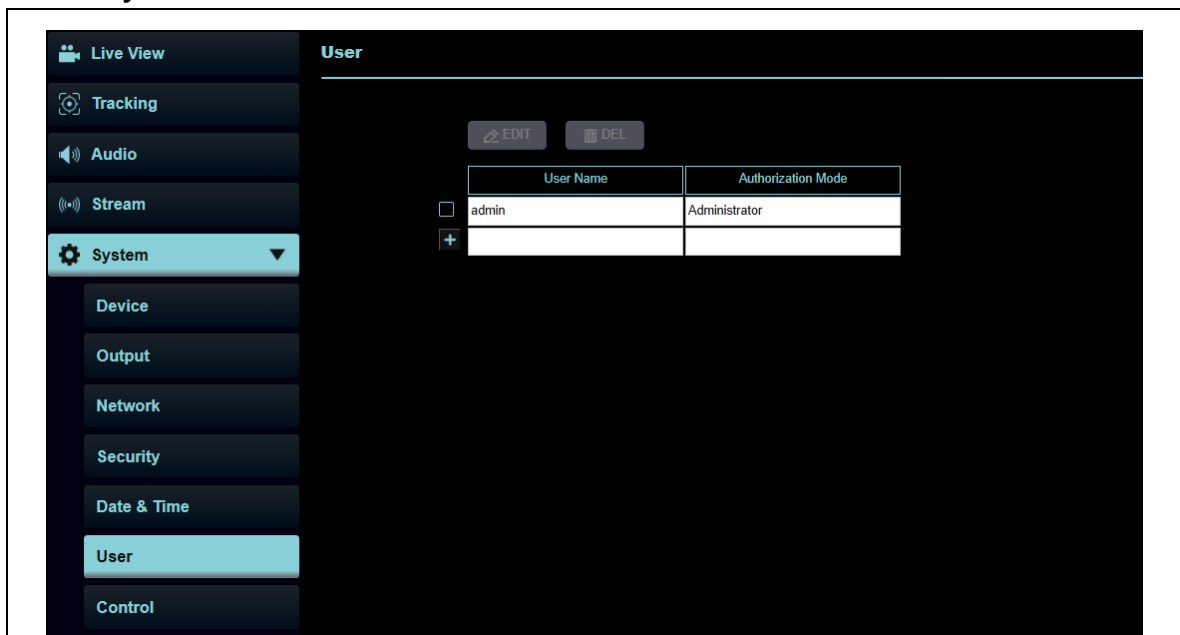 Live View
Tracking
Audio
Stream
System
Device
Output
Network
Security
Date & Time
User
Control
User
EDIT DEL
User Name Authorization Mode
admin Administrator